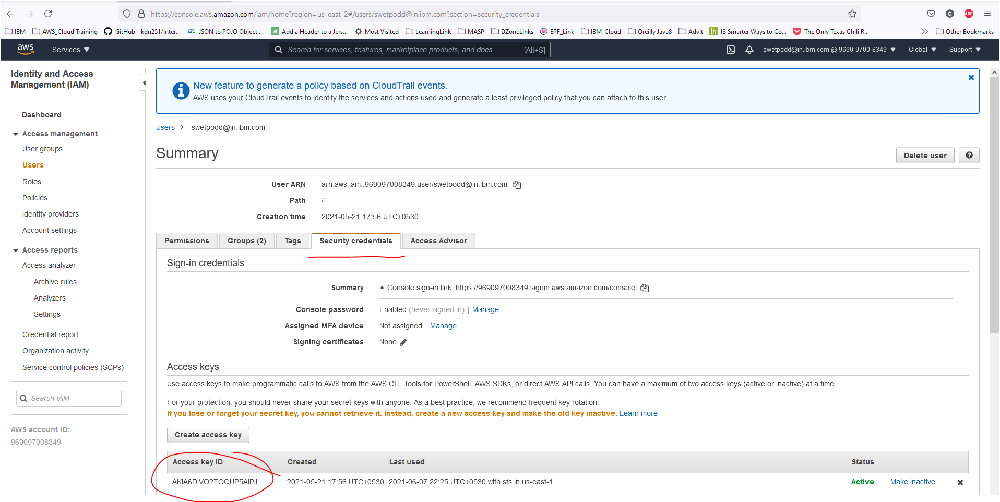 https://console.aws.amazon.com/iam/home?region=us-east-2#/users/swetpodd@in.ibm.com?section=security_credentials
G ABP
IBM AWS_Cloud Training GitHub - kdn251/inter... J2C JSON to POJO Object ... Add a Header to a Jers... Most Visited LearningLink MASP DZoneLinks EPF_Link IBM-Cloud Oreilly Java8 Advit 13 Smarter Ways to Co... The Only Texas Chili R... Other Bookmarks
aws Services Search for services, features, marketplace products, and docs [Alt+S] swetpodd@in.ibm.com @ 9690-9700-8349 Global Support
Identity and Access
Management (IAM)
Dashboard
Access management
User groups
Users
Roles
Policies
Identity providers
Account settings
Access reports
Access analyzer
Archive rules
Analyzers
Settings
Credential report
Organization activity
Service control policies (SCPs)
Search IAM
AWS account ID:
969097008349
New feature to generate a policy based on CloudTrail events.
AWS uses your CloudTrail events to identity the services and actions used and generate a least privileged policy that you can attach to this user.
Users > swetpodd@in.ibm.com
Summary
Delete user ?
User ARN arn:aws:iam::969097008349:user/swetpodd@in.ibm.com
Path /
Creation time 2021-05-21 17:56 UTC+0530
Permissions Groups (2) Tags Security credentials Access Advisor
Sign-in credentials
Summary • Console sign-in link: https://969097008349.signin.aws.amazon.com/console
Console password Enabled (never signed in) | Manage
Assigned MFA device Not assigned | Manage
Signing certificates None
Access keys
Use access keys to make programmatic calls to AWS from the AWS CLI, Tools for PowerShell, AWS SDKs, or direct AWS API calls. You can have a maximum of two access keys (active or inactive) at a time.
For your protection, you should never share your secret keys with anyone. As a best practice, we recommend frequent key rotation.
If you lose or forget your secret key, you cannot retrieve it. Instead, create a new access key and make the old key inactive. Learn more
Create access key
Access key ID Created Last used Status
AKIA6DIVO2TOQUP5AIPJ 2021-05-21 17:56 UTC+0530 2021-06-07 22:25 UTC+0530 with sts in us-east-1 Active | Make inactive